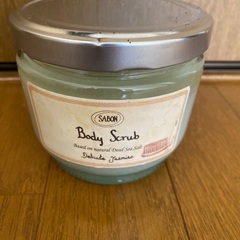 SABON
Body Scrub
Based on natural Dead Sea Salt
Delicate Jasmine